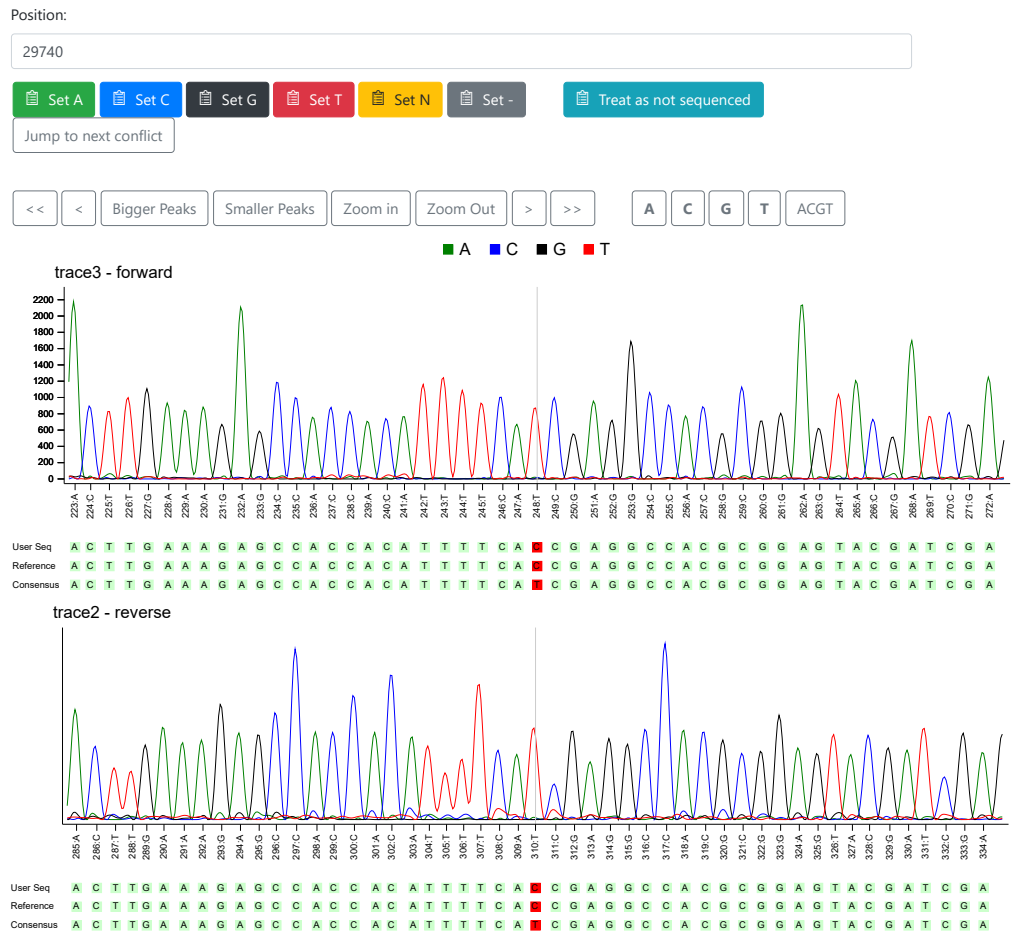 Position:
29740
Set A Set C Set G Set T Set N Set - Treat as not sequenced
Jump to next conflict
<< < Bigger Peaks Smaller Peaks Zoom in Zoom Out > >> A C G T ACGT
A C G T
trace3 - forward
2200
2000
1800
1600
1400
1200
1000
800
600
400
200
0
223:A 224:C 225:T 226:T 227:G 228:A 229:A 230:A 231:G 232:A 233:G 234:C 235:C 236:A 237:C 238:C 239:A 240:C 241:A 242:T 243:T 244:T 245:T 246:C 247:A 248:T 249:C 250:G 251:A 252:G 253:G 254:C 255:C 256:A 257:C 258:G 259:C 260:G 261:G 262:A 263:G 264:T 265:A 266:C 267:G 268:A 269:T 270:C 271:G 272:A
User Seq A C T T G A A A G A G C C A C C A C A T T T T C A G C G A G G C C A C G C G G A G T A C G A T C G A
Reference A C T T G A A A G A G C C A C C A C A T T T T C A C C G A G G C C A C G C G G A G T A C G A T C G A
Consensus A C T T G A A A G A G C C A C C A C A T T T T C A T C G A G G C C A C G C G G A G T A C G A T C G A
trace2 - reverse
285:A 286:C 287:T 288:T 289:G 290:A 291:A 292:A 293:G 294:A 295:G 296:C 297:C 298:A 299:C 300:C 301:A 302:C 303:A 304:T 305:T 306:T 307:T 308:C 309:A 310:T 311:C 312:G 313:A 314:G 315:G 316:C 317:C 318:A 319:C 320:G 321:C 322:G 323:G 324:A 325:G 326:T 327:A 328:C 329:G 330:A 331:T 332:C 333:G 334:A
User Seq A C T T G A A A G A G C C A C C A C A T T T T C A C C G A G G C C A C G C G G A G T A C G A T C G A
Reference A C T T G A A A G A G C C A C C A C A T T T T C A C C G A G G C C A C G C G G A G T A C G A T C G A
Consensus A C T T G A A A G A G C C A C C A C A T T T T C A T C G A G G C C A C G C G G A G T A C G A T C G A